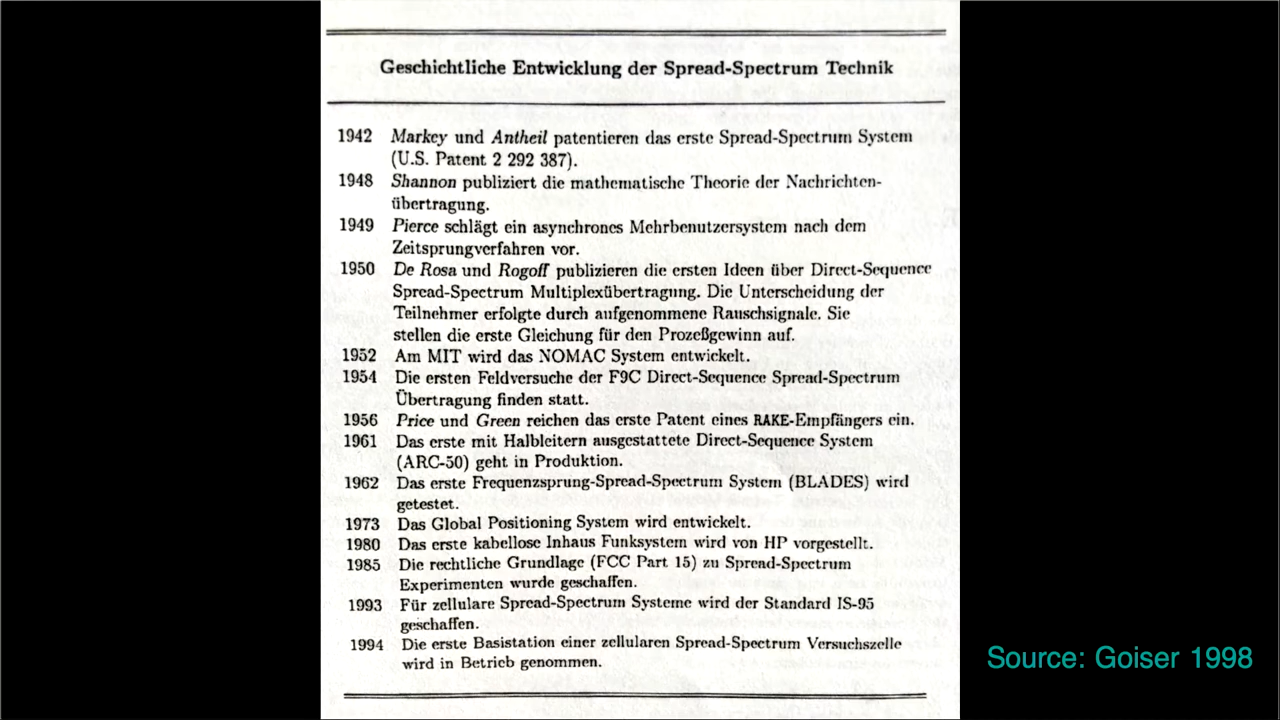 Geschichtliche Entwicklung der Spread-Spectrum Technik
1942 Markey und Antheil patentieren das erste Spread-Spectrum System
(U.S. Patent 2 292 387).
1948 Shannon publiziert die mathematische Theorie der Nachrichten-
übertragung.
1949 Pierce schlägt ein asynchrones Mehrbenutzersystem nach dem
Zeitsprungverfahren vor.
1950 De Rosa und Rogoff publizieren die ersten Ideen über Direct-Sequence
Spread-Spectrum Multiplexübertragung. Die Unterscheidung der
Teilnehmer erfolgte durch aufgenommene Rauschsignale. Sie
stellen die erste Gleichung für den Prozeßgewinn auf.
1952 Am MIT wird das NOMAC System entwickelt.
1954 Die ersten Feldversuche der F9C Direct-Sequence Spread-Spectrum
Übertragung finden statt.
1956 Price und Green reichen das erste Patent eines RAKE-Empfängers ein.
1961 Das erste mit Halbleitern ausgestattete Direct-Sequence System
(ARC-50) geht in Produktion.
1962 Das erste Frequenzsprung-Spread-Spectrum System (BLADES) wird
getestet.
1973 Das Global Positioning System wird entwickelt.
1980 Das erste kabellose Inhaus Funksystem wird von HP vorgestellt.
1985 Die rechtliche Grundlage (FCC Part 15) zu Spread-Spectrum
Experimenten wurde geschaffen.
1993 Für zellulare Spread-Spectrum Systeme wird der Standard IS-95
geschaffen.
1994 Die erste Basistation einer zellularen Spread-Spectrum Versuchszelle
wird in Betrieb genommen.
Source: Goiser 1998